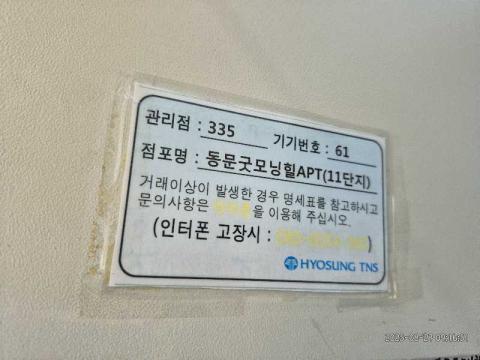 관리점 : 335 기기번호 : 61
점포명 : 동문굿모닝힐APT(11단지)
거래이상이 발생한 경우 명세표를 참고하시고
문의사항은 을 이용해 주십시오.
(인터폰 고장시 : )
HYOSUNG TNS